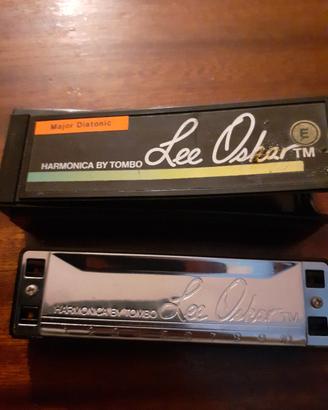 Major Diatonic
E
HARMONICA BY TOMBO Lee Oskar TM
HARMONICA BY TOMBO Lee Oskar TM